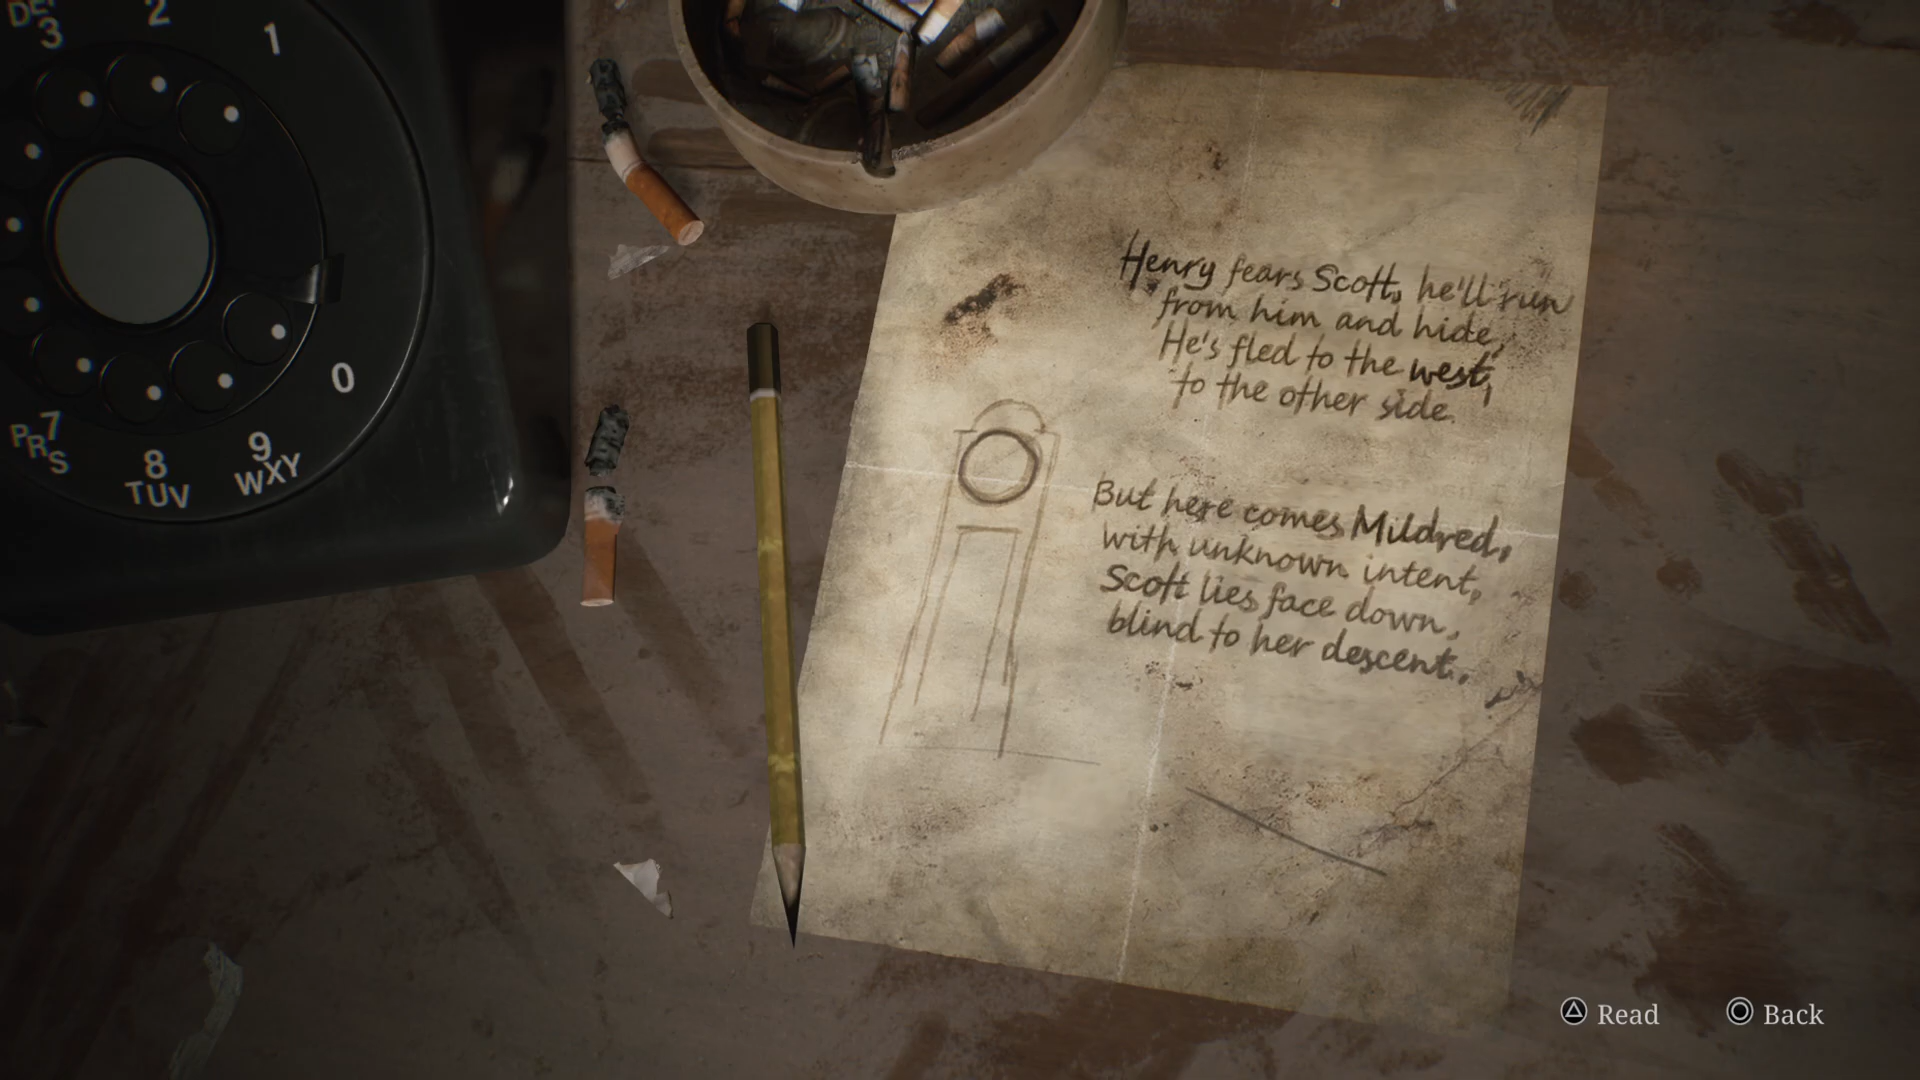 DEF
3
2
1
0
9
WXY
8
TUV
7
PRS
Henry fears Scott, he'll run
from him and hide,
He's fled to the west,
to the other side.
But here comes Mildred,
with unknown intent,
Scott lies face down,
blind to her descent.
Read
Back